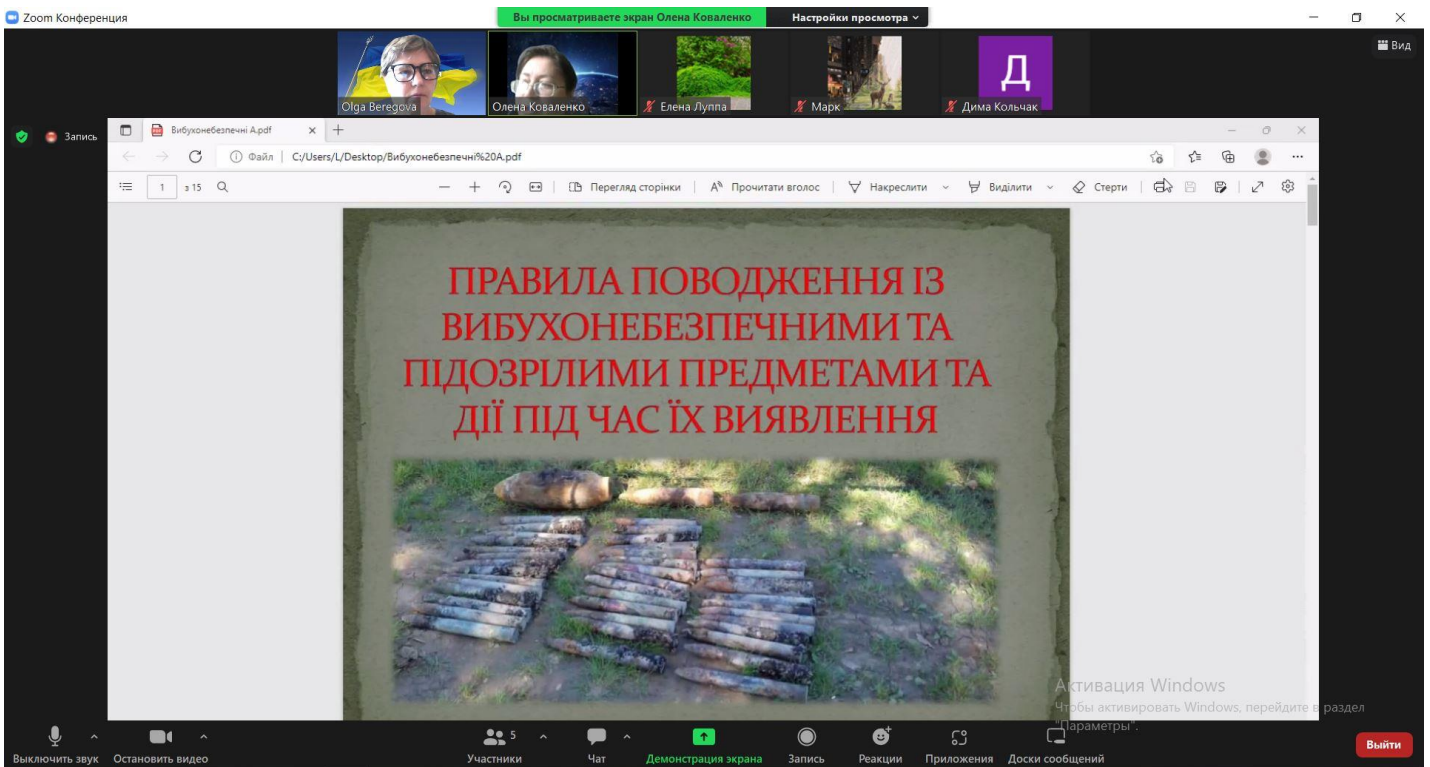 Zoom Конференция
Вы просматриваете экран Олена Коваленко
Настройки просмотра
Вид
Olga Beregova
Олена Коваленко
Елена Луппа
Марк
Д
Дима Кольчак
Запись
Вибухонебезпечні А.pdf
Файл
C:/Users/L/Desktop/Вибухонебезпечні%20А.pdf
1 з 15
Перегляд сторінки
Прочитати вголос
Накреслити
Виділити
Стерти
ПРАВИЛА ПОВОДЖЕННЯ ІЗ
ВИБУХОНЕБЕЗПЕЧНИМИ ТА
ПІДОЗРІЛИМИ ПРЕДМЕТАМИ ТА
ДІЇ ПІД ЧАС ЇХ ВИЯВЛЕННЯ
Активация Windows
Чтобы активировать Windows, перейдите в раздел
"Параметры".
Выключить звук
Остановить видео
5
Участники
Чат
Демонстрация экрана
Запись
Реакции
Приложения
Доски сообщений
Выйти